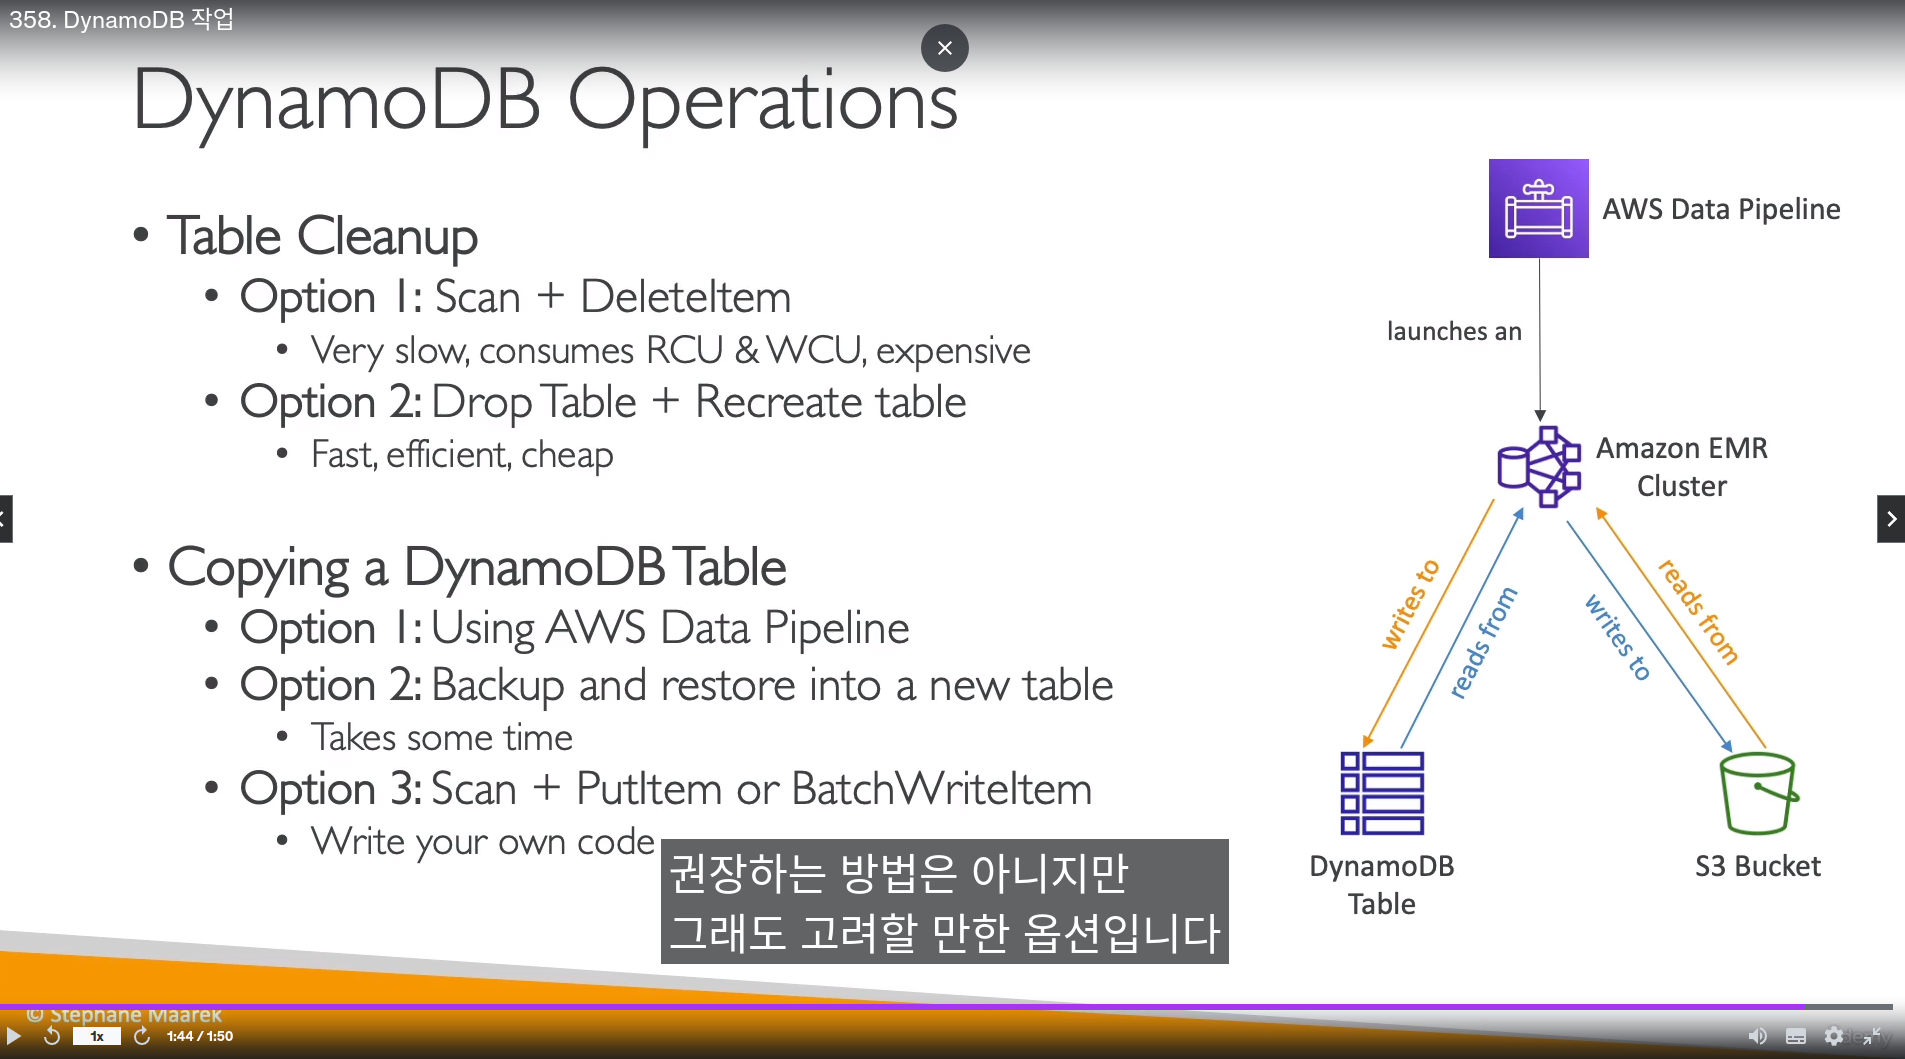 358. DynamoDB 작업
DynamoDB Operations
• Table Cleanup
• Option 1: Scan + DeleteItem
• Very slow, consumes RCU & WCU, expensive
• Option 2: Drop Table + Recreate table
• Fast, efficient, cheap
• Copying a DynamoDB Table
• Option 1: Using AWS Data Pipeline
• Option 2: Backup and restore into a new table
• Takes some time
• Option 3: Scan + PutItem or BatchWriteItem
• Write your own code
AWS Data Pipeline
launches an
Amazon EMR
Cluster
writes to
reads from
writes to
reads from
DynamoDB
Table
S3 Bucket
권장하는 방법은 아니지만
그래도 고려할 만한 옵션입니다
© Stephane Maarek
1x
1:44 / 1:50